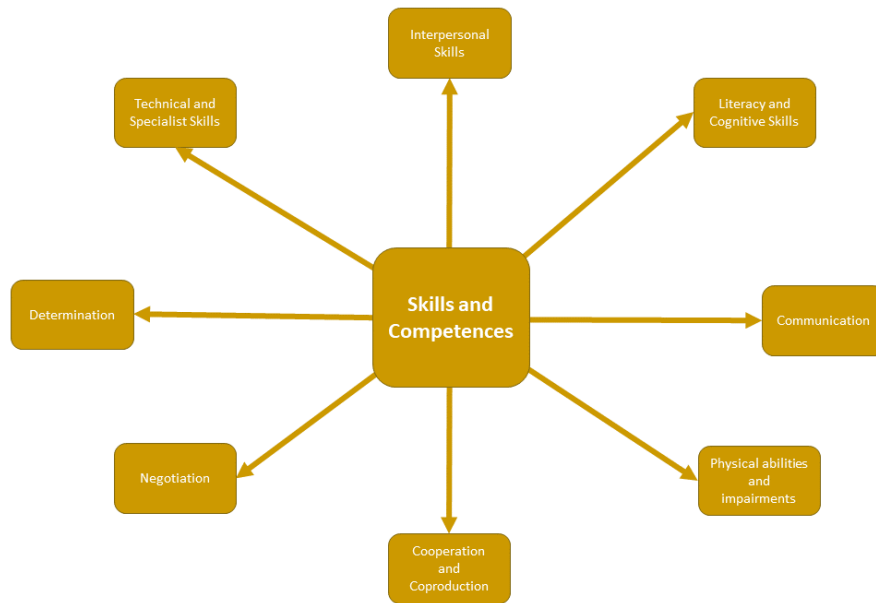 Interpersonal
Skills
Technical and
Specialist Skills
Literacy and
Cognitive Skills
Determination
Skills and
Competences
Communication
Negotiation
Physical abilities
and
impairments
Cooperation
and
Coproduction